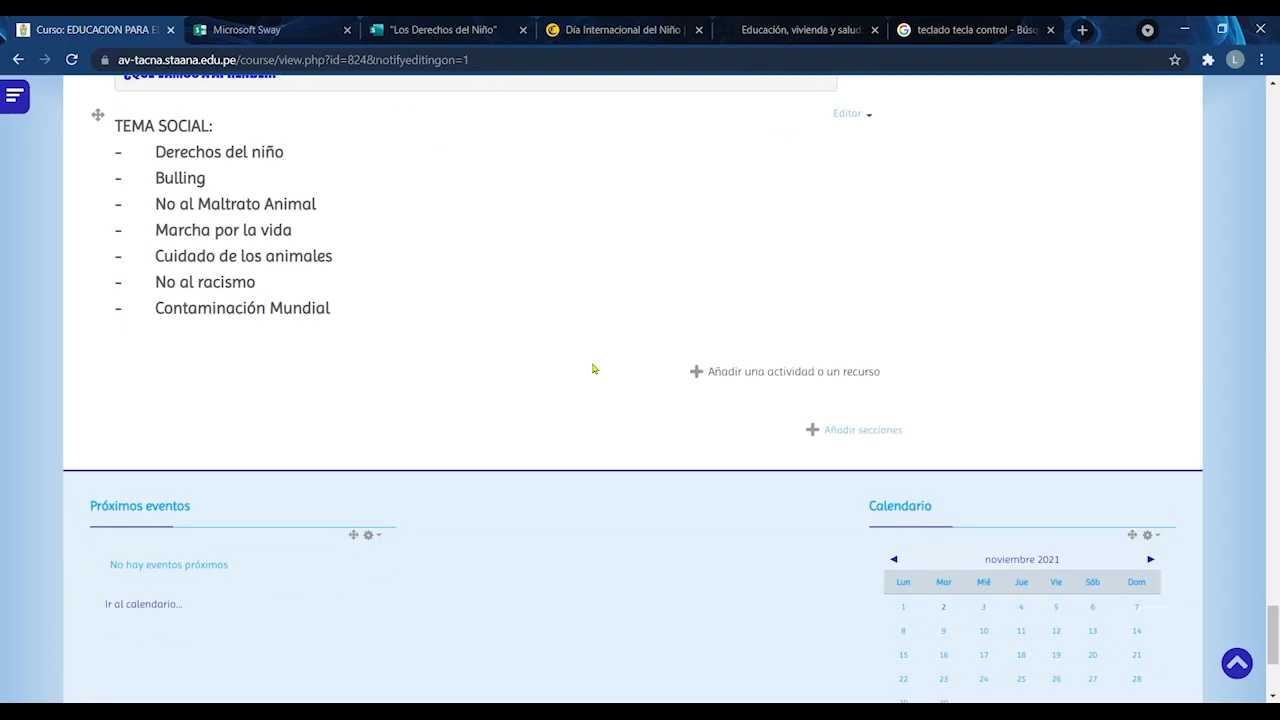 Curso: EDUCACION PARA EL
Microsoft Sway
"Los Derechos del Niño"
Día Internacional del Niño |
Educación, vivienda y salud:
teclado tecla control - Búsq
L
av-tacna.staana.edu.pe/course/view.php?id=824&notifyeditingon=1
Editar
TEMA SOCIAL:
- Derechos del niño
- Bulling
- No al Maltrato Animal
- Marcha por la vida
- Cuidado de los animales
- No al racismo
- Contaminación Mundial
Añadir una actividad o un recurso
Añadir secciones
Próximos eventos
No hay eventos próximos
Ir al calendario...
Calendario
◄ noviembre 2021 ►
Lun Mar Mié Jue Vie Sáb Dom
1 2 3 4 5 6 7
8 9 10 11 12 13 14
15 16 17 18 19 20 21
22 23 24 25 26 27 28